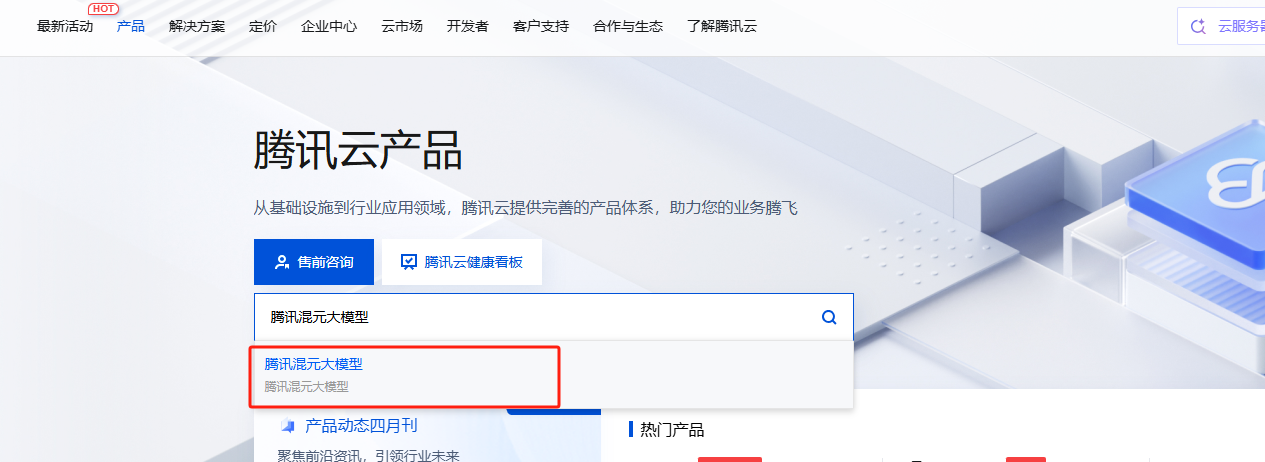 HOT
最新活动 产品 解决方案 定价 企业中心 云市场 开发者 客户支持 合作与生态 了解腾讯云
云服务器
腾讯云产品
从基础设施到行业应用领域，腾讯云提供完善的产品体系，助力您的业务腾飞
售前咨询 腾讯云健康看板
腾讯混元大模型
腾讯混元大模型
腾讯混元大模型
产品动态四月刊
热门产品
聚焦前沿资讯，引领行业未来